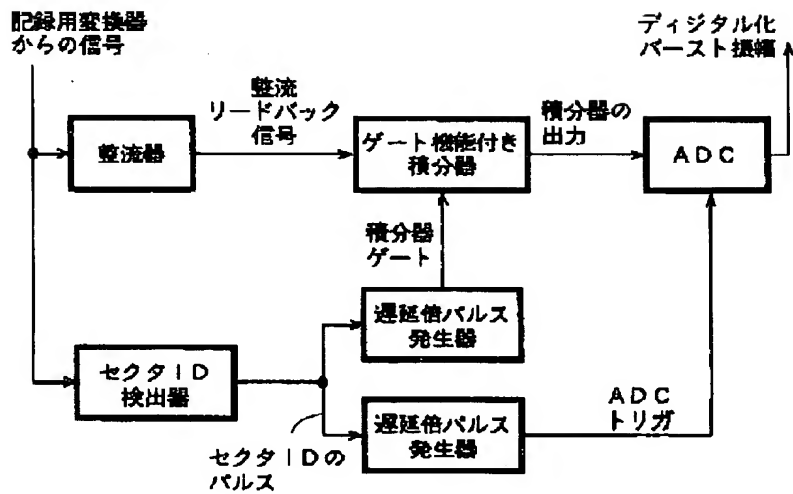 記録用変換器
からの信号
ディジタル化
バースト振幅
整流
リードバック
信号
積分器の
出力
整流器
ゲート機能付き
積分器
ADC
積分器
ゲート
遅延倍パルス
発生器
セクタID
検出器
遅延倍パルス
発生器
ADC
トリガ
セクタIDの
パルス